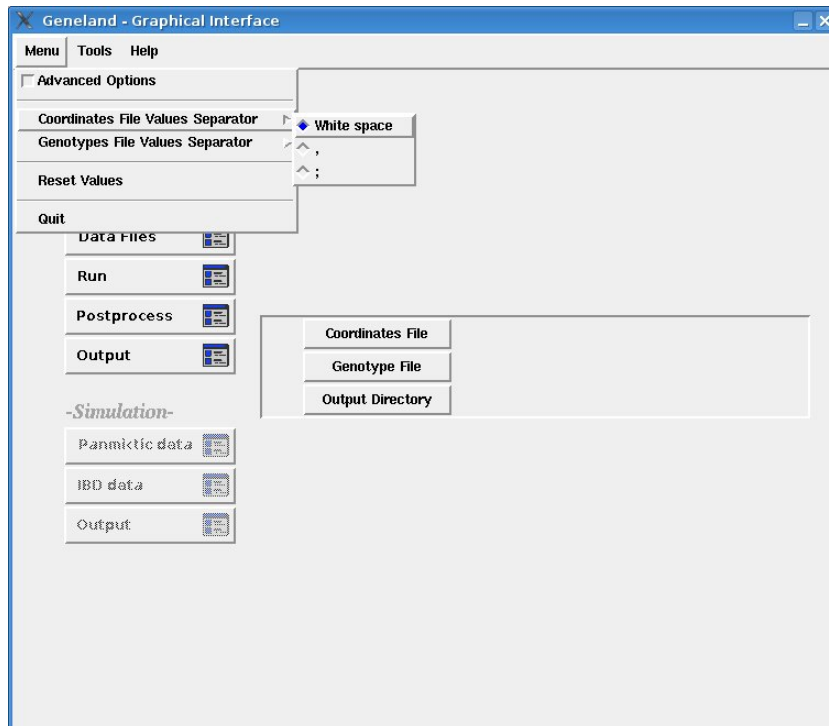 Geneland - Graphical Interface
Menu Tools Help
Advanced Options
Coordinates File Values Separator
White space
,
Genotypes File Values Separator
;
Reset Values
Quit
Data Files
Run
Postprocess
Output
Coordinates File
Genotype File
Output Directory
-Simulation-
Panmictic data
IBD data
Output